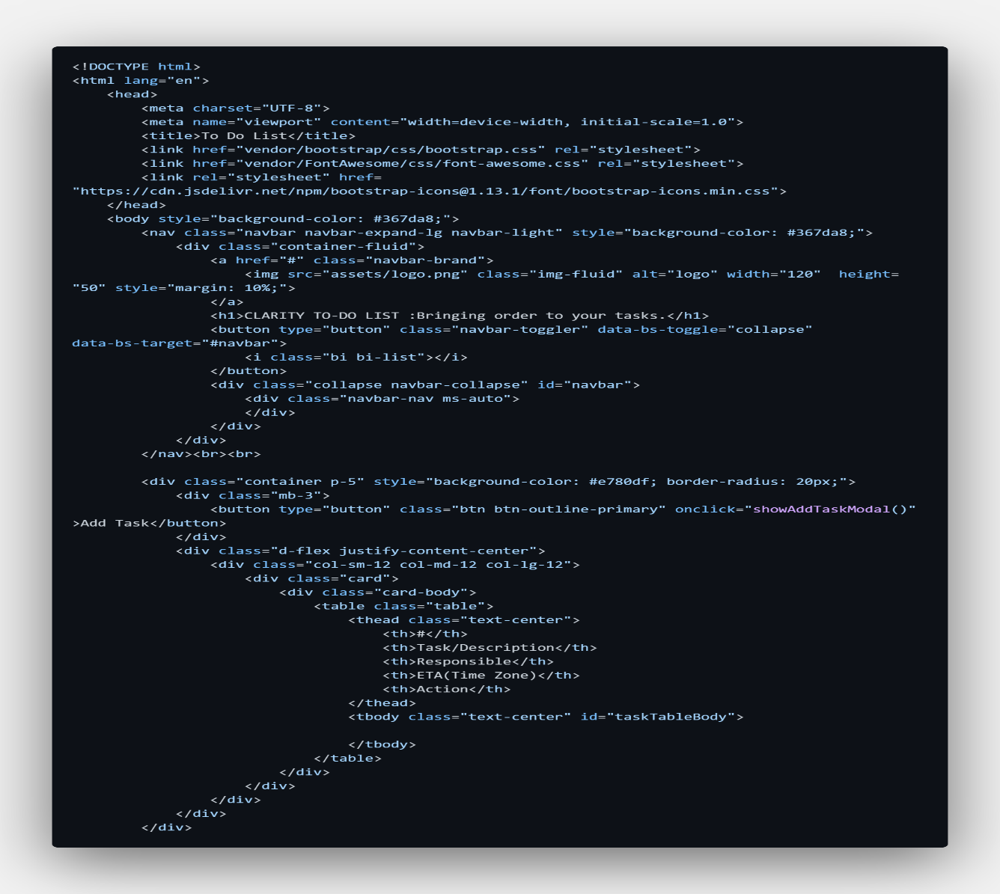 <!DOCTYPE html>
<html lang="en">
    <head>
        <meta charset="UTF-8">
        <meta name="viewport" content="width=device-width, initial-scale=1.0">
        <title>To Do List</title>
        <link href="vendor/bootstrap/css/bootstrap.css" rel="stylesheet">
        <link href="vendor/FontAwesome/css/font-awesome.css" rel="stylesheet">
        <link rel="stylesheet" href=
"https://cdn.jsdelivr.net/npm/bootstrap-icons@1.13.1/font/bootstrap-icons.min.css">
    </head>
    <body style="background-color: #367da8;">
        <nav class="navbar navbar-expand-lg navbar-light" style="background-color: #367da8;">
            <div class="container-fluid">
                <a href="#" class="navbar-brand">
                    <img src="assets/logo.png" class="img-fluid" alt="logo" width="120"  height=
"50" style="margin: 10%;">
                </a>
                <h1>CLARITY TO-DO LIST :Bringing order to your tasks.</h1>
                <button type="button" class="navbar-toggler" data-bs-toggle="collapse"
data-bs-target="#navbar">
                    <i class="bi bi-list"></i>
                </button>
                <div class="collapse navbar-collapse" id="navbar">
                    <div class="navbar-nav ms-auto">
                    </div>
                </div>
            </div>
        </nav><br><br>

        <div class="container p-5" style="background-color: #e780df; border-radius: 20px;">
            <div class="mb-3">
                <button type="button" class="btn btn-outline-primary" onclick="showAddTaskModal()"
>Add Task</button>
            </div>
            <div class="d-flex justify-content-center">
                <div class="col-sm-12 col-md-12 col-lg-12">
                    <div class="card">
                        <div class="card-body">
                            <table class="table">
                                <thead class="text-center">
                                    <th>#</th>
                                    <th>Task/Description</th>
                                    <th>Responsible</th>
                                    <th>ETA(Time Zone)</th>
                                    <th>Action</th>
                                </thead>
                                <tbody class="text-center" id="taskTableBody">

                                </tbody>
                            </table>
                        </div>
                    </div>
                </div>
            </div>
        </div>